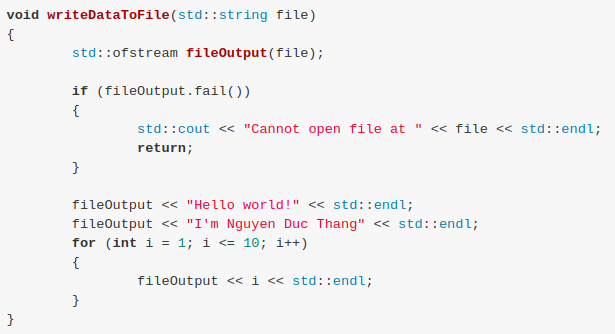 void writeDataToFile(std::string file)
{
        std::ofstream fileOutput(file);

        if (fileOutput.fail())
        {
                std::cout << "Cannot open file at " << file << std::endl;
                return;
        }

        fileOutput << "Hello world!" << std::endl;
        fileOutput << "I'm Nguyen Duc Thang" << std::endl;
        for (int i = 1; i <= 10; i++)
        {
                fileOutput << i << std::endl;
        }
}